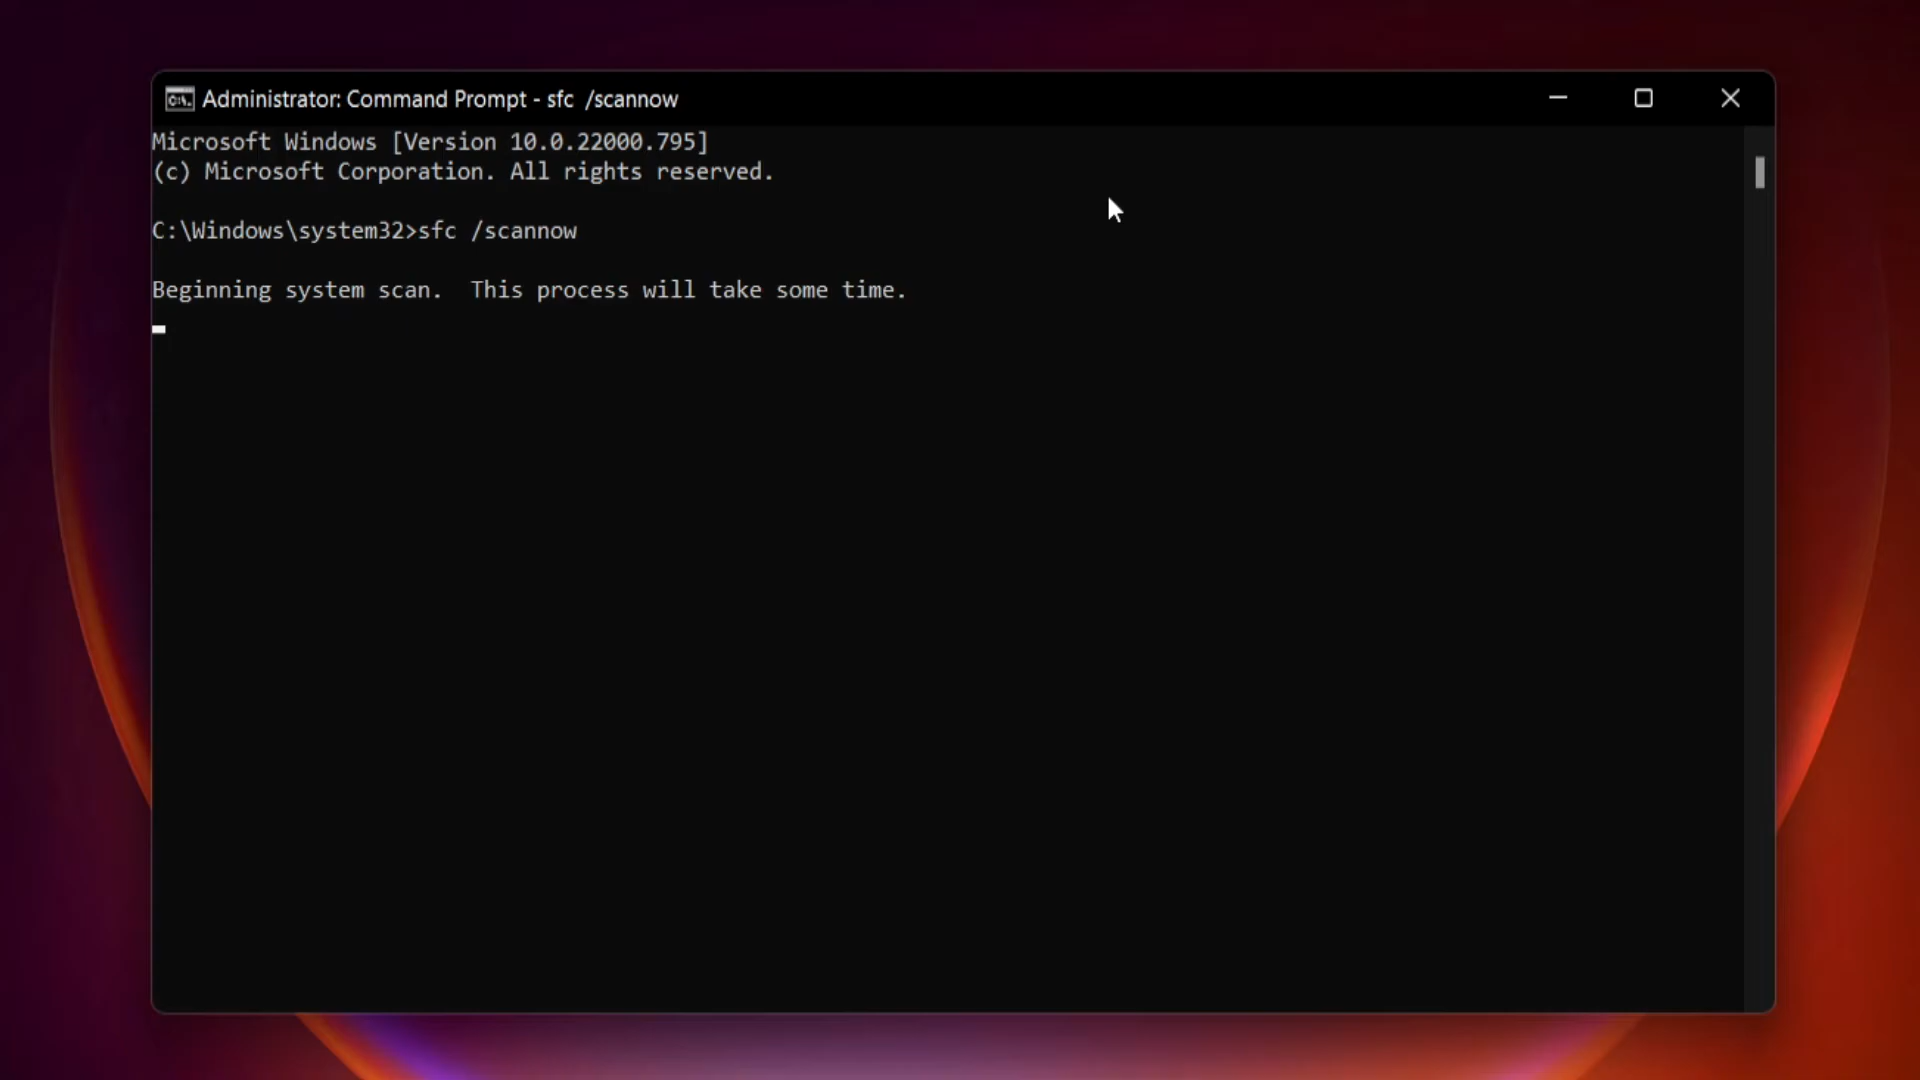 Administrator: Command Prompt - sfc  /scannow
Microsoft Windows [Version 10.0.22000.795]
(c) Microsoft Corporation. All rights reserved.
C:\Windows\system32>sfc /scannow
Beginning system scan.  This process will take some time.